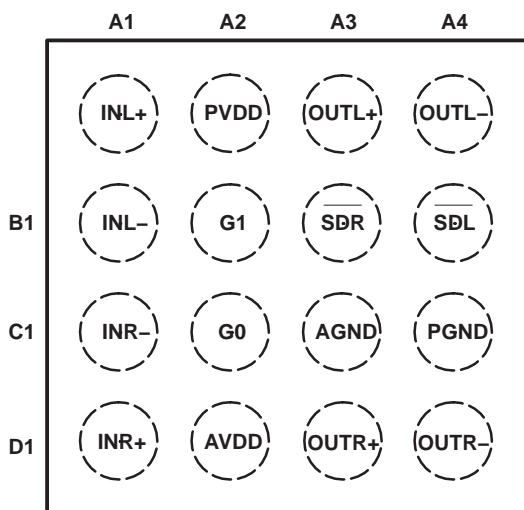 A1 A2 A3 A4
INL+ PVDD OUTL+ OUTL−
B1 INL− G1 SDR SDL
C1 INR− G0 AGND PGND
D1 INR+ AVDD OUTR+ OUTR−